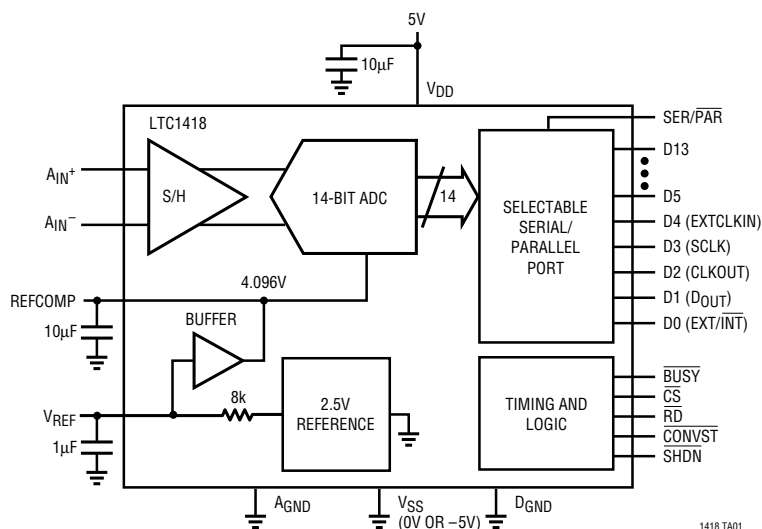 5V
10µF
VDD
LTC1418
SER/PAR
D13
AIN+
S/H
14-BIT ADC
14
SELECTABLE
SERIAL/
PARALLEL
PORT
D5
AIN−
D4 (EXTCLKIN)
D3 (SCLK)
D2 (CLKOUT)
D1 (DOUT)
D0 (EXT/INT)
4.096V
REFCOMP
10µF
BUFFER
8k
2.5V
REFERENCE
VREF
1µF
TIMING AND
LOGIC
BUSY
CS
RD
CONVST
SHDN
AGND
VSS
(0V OR –5V)
DGND
1418 TA01